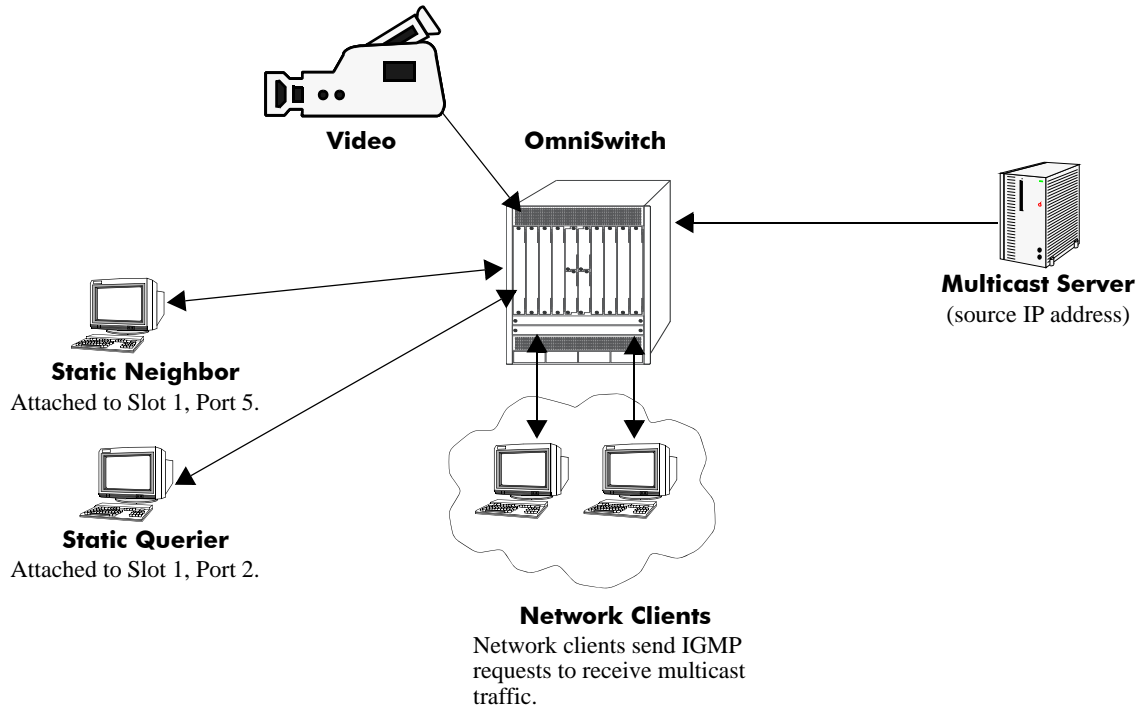 Video
OmniSwitch
Multicast Server
(source IP address)
Static Neighbor
Attached to Slot 1, Port 5.
Static Querier
Attached to Slot 1, Port 2.
Network Clients
Network clients send IGMP
requests to receive multicast
traffic.